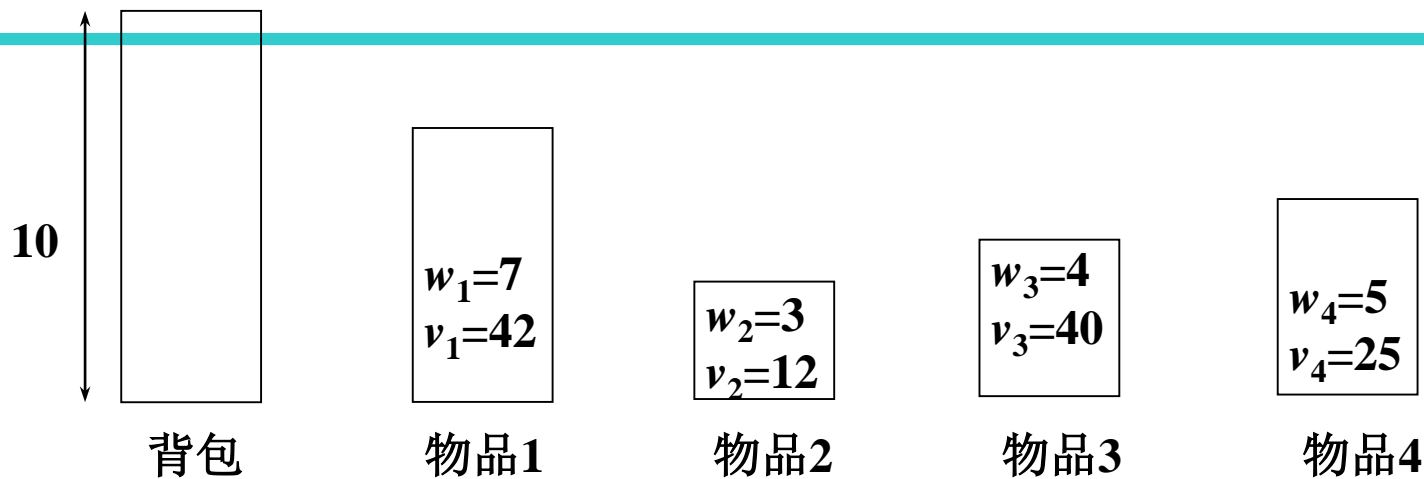 10
w₁=7
v₁=42
w₂=3
v₂=12
w₃=4
v₃=40
w₄=5
v₄=25
背包
物品1
物品2
物品3
物品4